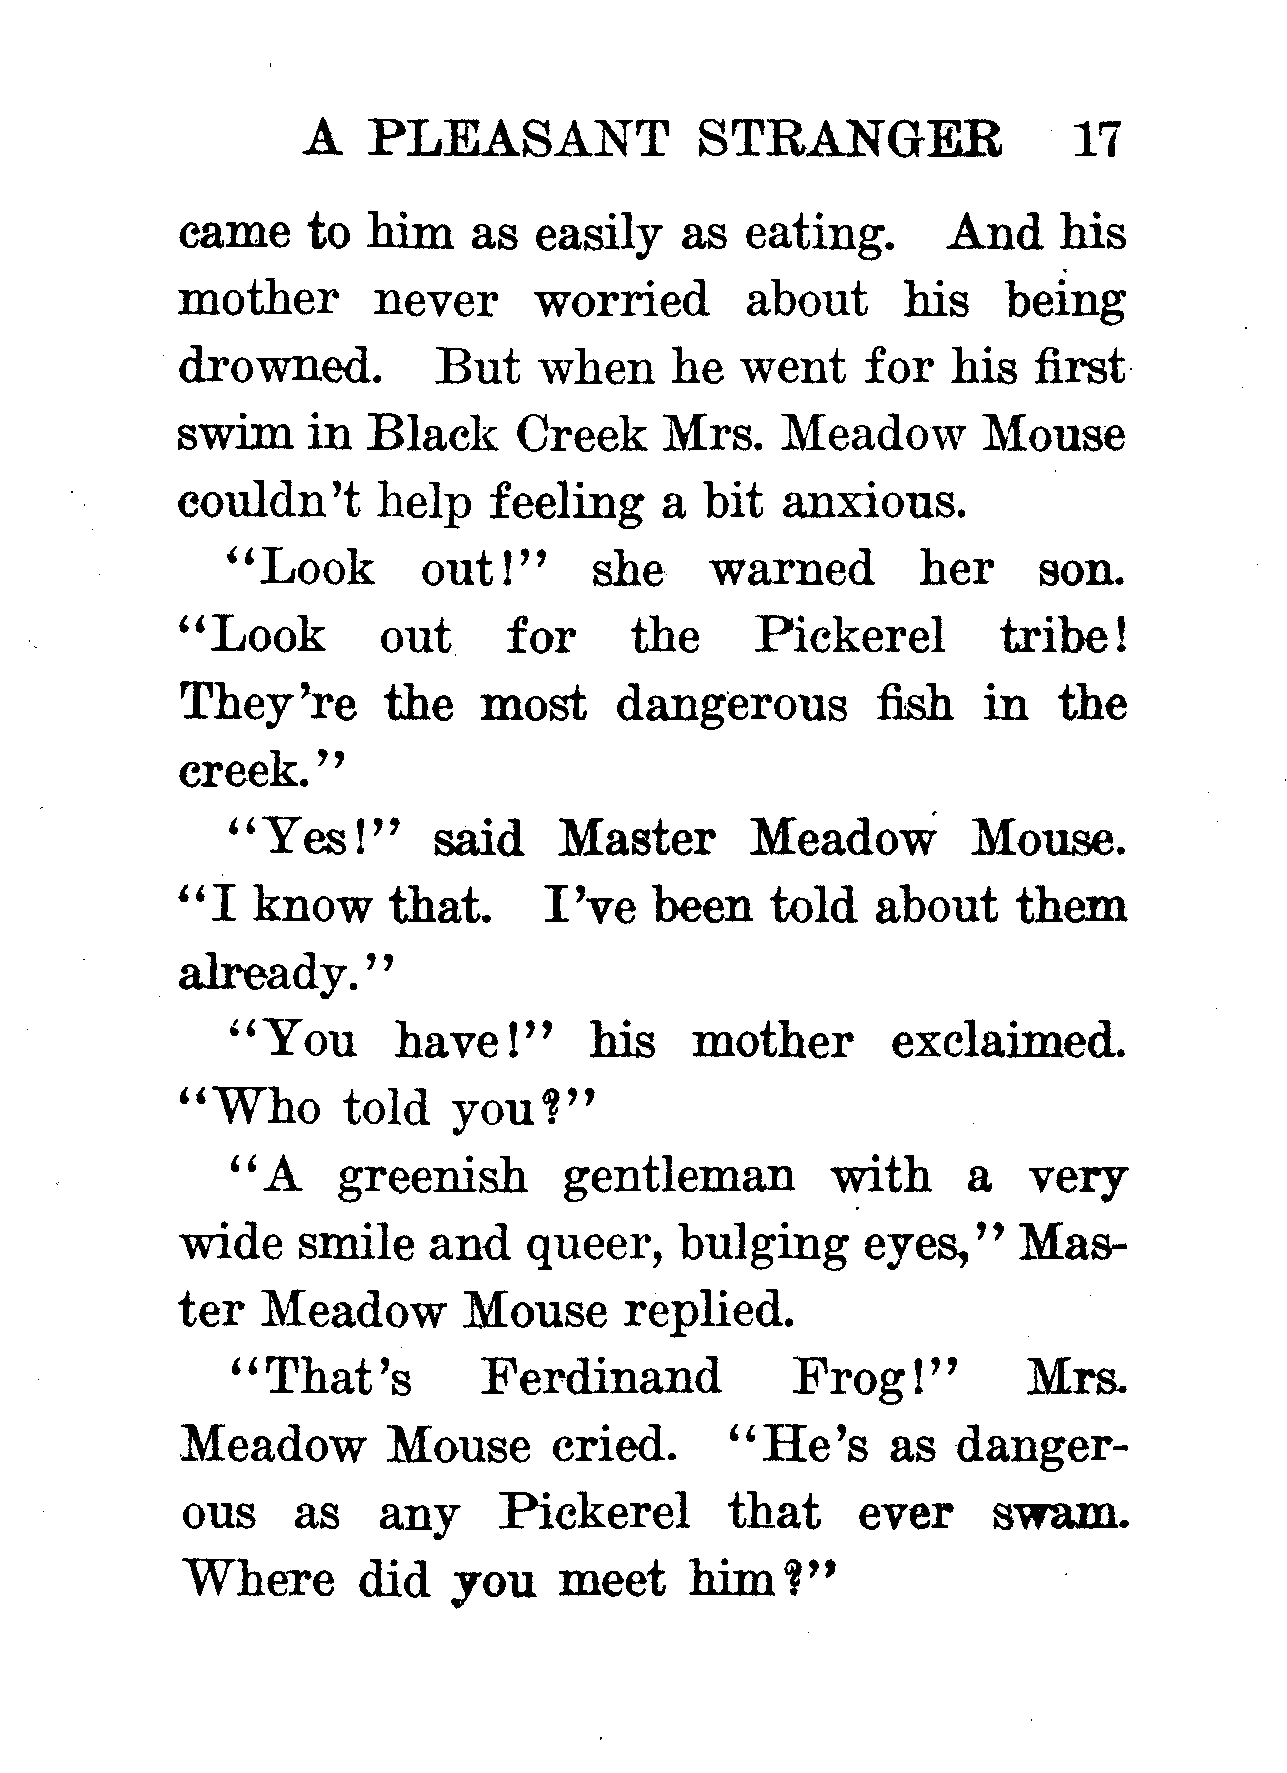 A PLEASANT STRANGER 17
came to him as easily as eating. And his
mother never worried about his being
drowned. But when he went for his first
swim in Black Creek Mrs. Meadow Mouse
couldn't help feeling a bit anxious.
"Look out!" she warned her son.
"Look out for the Pickerel tribe!
They're the most dangerous fish in the
creek."
"Yes!" said Master Meadow Mouse.
"I know that. I've been told about them
already."
"You have!" his mother exclaimed.
"Who told you?"
"A greenish gentleman with a very
wide smile and queer, bulging eyes," Mas-
ter Meadow Mouse replied.
"That's Ferdinand Frog!" Mrs.
Meadow Mouse cried. "He's as danger-
ous as any Pickerel that ever swam.
Where did you meet him?"